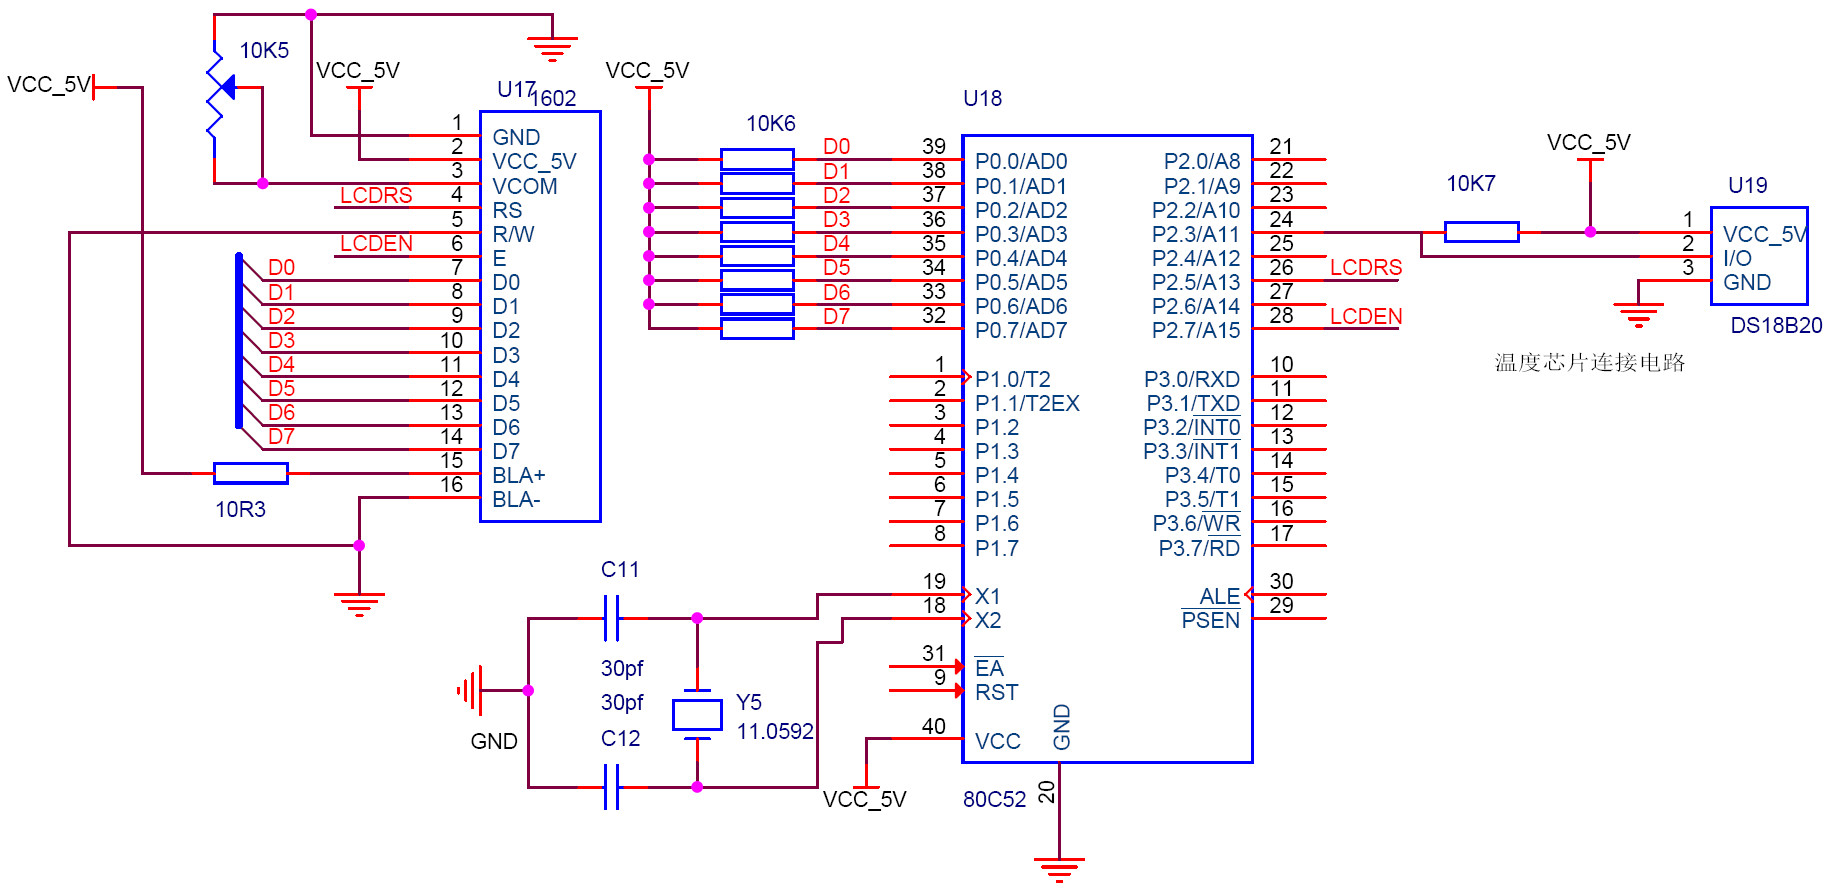 10K5
VCC_5V
VCC_5V
U17
1602
1
GND
2
VCC_5V
3
VCOM
LCDRS
4
RS
5
R/W
LCDEN
6
E
D0
7
D0
D1
8
D1
D2
9
D2
D3
10
D3
D4
11
D4
D5
12
D5
D6
13
D6
D7
14
D7
15
BLA+
16
BLA-
10R3
VCC_5V
10K6
D0
D1
D2
D3
D4
D5
D6
D7
U18
39
P0.0/AD0
38
P0.1/AD1
37
P0.2/AD2
36
P0.3/AD3
35
P0.4/AD4
34
P0.5/AD5
33
P0.6/AD6
32
P0.7/AD7
1
P1.0/T2
2
P1.1/T2EX
3
P1.2
4
P1.3
5
P1.4
6
P1.5
7
P1.6
8
P1.7
19
X1
18
X2
31
EA
9
RST
40
VCC
GND
20
80C52
VCC_5V
P2.0/A8
21
P2.1/A9
22
P2.2/A10
23
P2.3/A11
24
P2.4/A12
25
P2.5/A13
26
LCDRS
P2.6/A14
27
P2.7/A15
28
LCDEN
P3.0/RXD
10
P3.1/TXD
11
P3.2/INT0
12
P3.3/INT1
13
P3.4/T0
14
P3.5/T1
15
P3.6/WR
16
P3.7/RD
17
ALE
30
PSEN
29
C11
30pf
30pf
C12
Y5
11.0592
GND
10K7
VCC_5V
U19
1
VCC_5V
2
I/O
3
GND
DS18B20
温度芯片连接电路